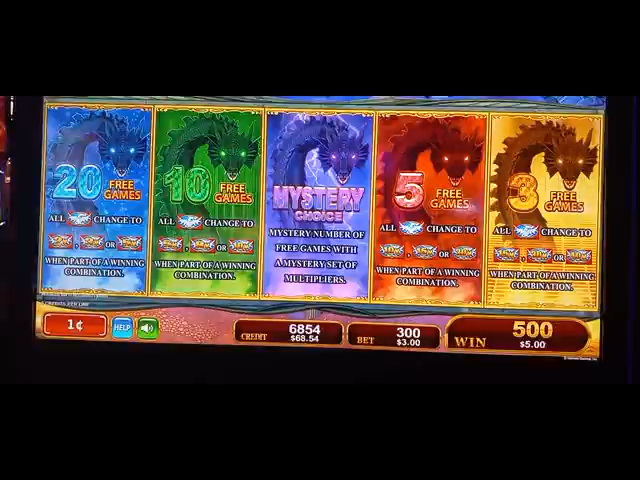 20 FREE
GAMES
ALL CHANGE TO
, OR
WHEN PART OF A WINNING
COMBINATION.
10 FREE
GAMES
ALL CHANGE TO
, OR
WHEN PART OF A WINNING
COMBINATION.
MYSTERY
CHOICE
MYSTERY NUMBER OF
FREE GAMES WITH
A MYSTERY SET OF
MULTIPLIERS.
5 FREE
GAMES
ALL CHANGE TO
, OR
WHEN PART OF A WINNING
COMBINATION.
3 FREE
GAMES
ALL CHANGE TO
, OR
WHEN PART OF A WINNING
COMBINATION.
1¢
HELP
CREDIT 6854
$68.54
BET 300
$3.00
WIN 500
$5.00